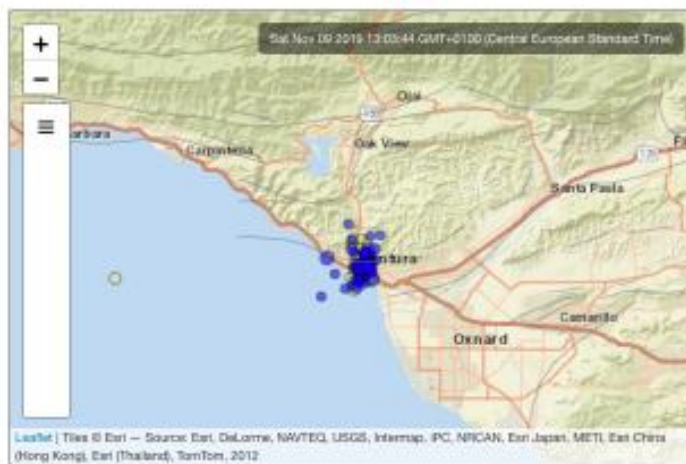 +
Sat Nov 09 2019 13:03:44 GMT+0100 (Central European Standard Time)
−
Ojai
Oak View
Carpinteria
Santa Paula
Camarillo
Oxnard
Leaflet | Tiles © Esri — Source: Esri, DeLorme, NAVTEQ, USGS, Intermap, iPC, NRCAN, Esri Japan, METI, Esri China
(Hong Kong), Esri (Thailand), TomTom, 2012